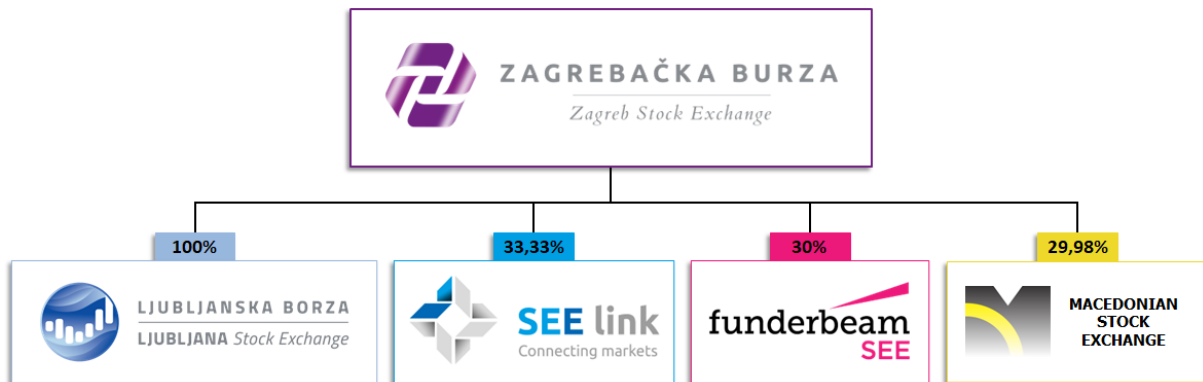 ZAGREBAČKA BURZA
Zagreb Stock Exchange
100%
33,33%
30%
29,98%
LJUBLJANSKA BORZA
LJUBLJANA Stock Exchange
SEE link
Connecting markets
funderbeam
SEE
MACEDONIAN
STOCK
EXCHANGE